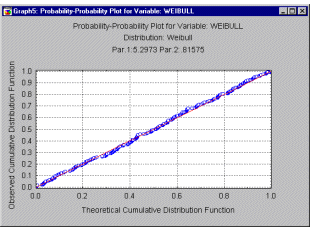 Graph5: Probability-Probability Plot for Variable: WEIBULL
Probability-Probability Plot for Variable: WEIBULL
Distribution: Weibull
Par.1:5.2973 Par.2:.81575
Observed Cumulative Distribution Function
1.0
0.9
0.8
0.7
0.6
0.5
0.4
0.3
0.2
0.1
0.0
0.0 0.2 0.4 0.6 0.8 1.0
Theoretical Cumulative Distribution Function